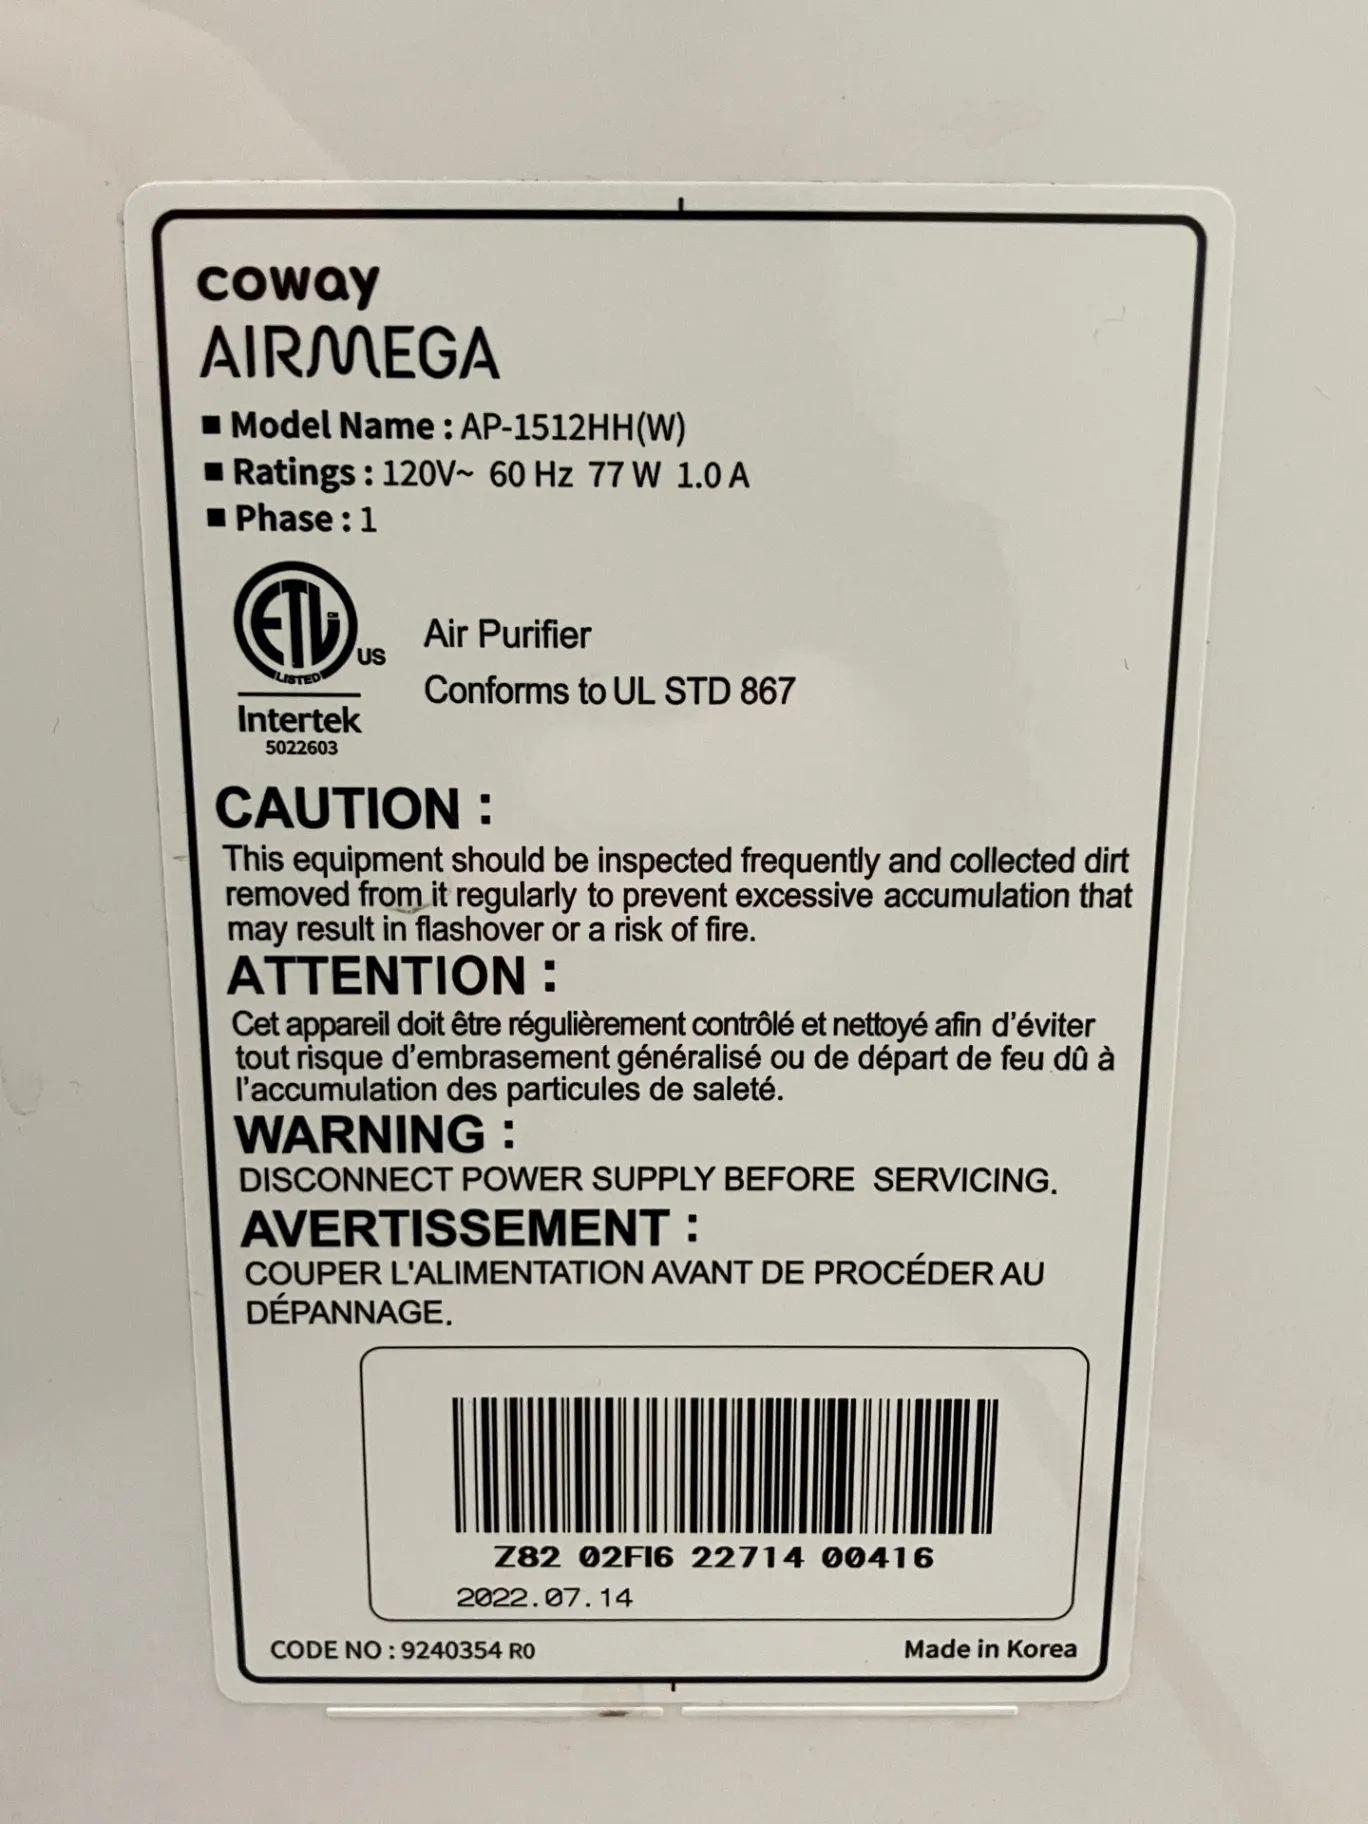 coway
AIRMEGA
■ Model Name : AP-1512HH(W)
■ Ratings : 120V~ 60 Hz 77 W 1.0 A
■ Phase : 1
ETL
CM
LISTED
US
Intertek
5022603
Air Purifier
Conforms to UL STD 867
CAUTION :
This equipment should be inspected frequently and collected dirt
removed from it regularly to prevent excessive accumulation that
may result in flashover or a risk of fire.
ATTENTION :
Cet appareil doit être régulièrement contrôlé et nettoyé afin d'éviter
tout risque d'embrasement généralisé ou de départ de feu dû à
l'accumulation des particules de saleté.
WARNING :
DISCONNECT POWER SUPPLY BEFORE SERVICING.
AVERTISSEMENT :
COUPER L'ALIMENTATION AVANT DE PROCÉDER AU
DÉPANNAGE.
Z82 02FI6 22714 00416
2022.07.14
CODE NO : 9240354 R0
Made in Korea